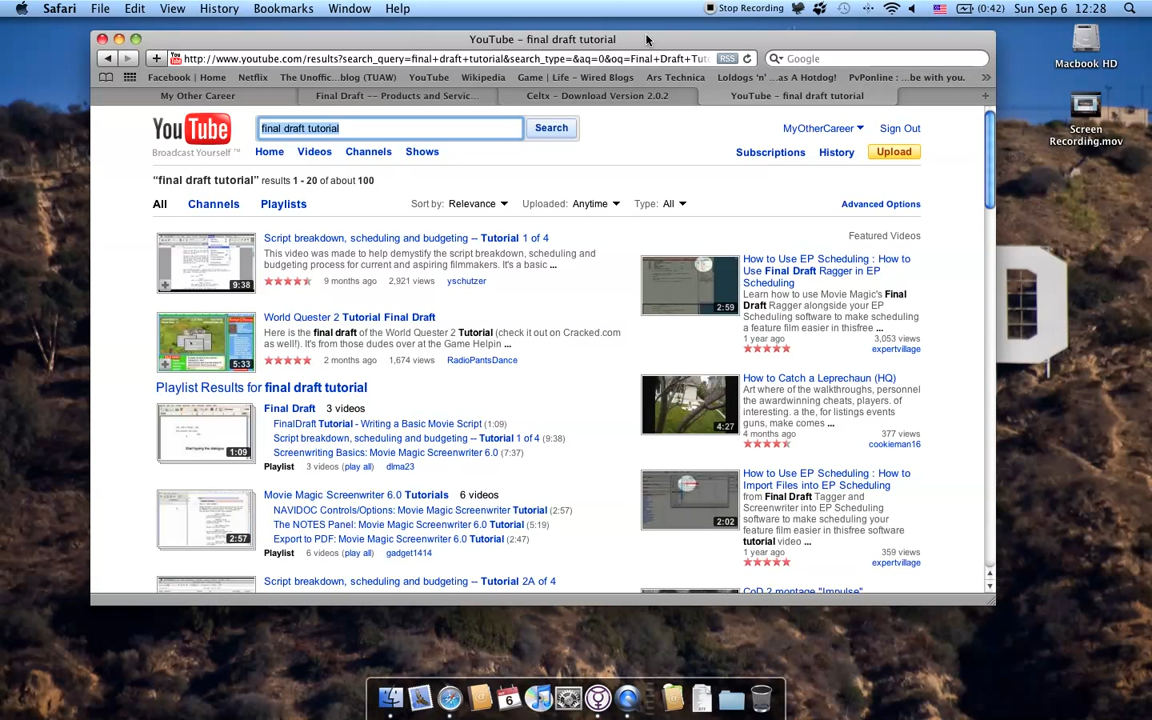 Safari File Edit View History Bookmarks Window Help Stop Recording (0:42) Sun Sep 6 12:28
YouTube – final draft tutorial
http://www.youtube.com/results?search_query=final+draft+tutorial&search_type=&aq=0&oq=Final+Draft+Tut RSS Google
Facebook | Home Netflix The Unoffic...blog (TUAW) YouTube Wikipedia Game | Life – Wired Blogs Ars Technica Loldogs 'n' ...as A Hotdog! PvPonline :...be with you. »
My Other Career Final Draft –– Products and Servic... Celtx – Download Version 2.0.2 YouTube – final draft tutorial +
Macbook HD
Screen
Recording.mov
YouTube
Broadcast Yourself ™
final draft tutorial Search
MyOtherCareer Sign Out
Home Videos Channels Shows
Subscriptions History Upload
“final draft tutorial” results 1 - 20 of about 100
All Channels Playlists Sort by: Relevance Uploaded: Anytime Type: All Advanced Options
Script breakdown, scheduling and budgeting -- Tutorial 1 of 4
This video was made to help demystify the script breakdown, scheduling and
budgeting process for current and aspiring filmmakers. It's a basic ...
9:38
9 months ago 2,921 views yschutzer
World Quester 2 Tutorial Final Draft
Here is the final draft of the World Quester 2 Tutorial (check it out on Cracked.com
as well!). It's from those dudes over at the Game Helpin ...
5:33
2 months ago 1,674 views RadioPantsDance
Playlist Results for final draft tutorial
Final Draft 3 videos
FinalDraft Tutorial - Writing a Basic Movie Script (1:09)
Script breakdown, scheduling and budgeting -- Tutorial 1 of 4 (9:38)
Screenwriting Basics: Movie Magic Screenwriter 6.0 (7:37)
1:09
Playlist 3 videos (play all) dlma23
Movie Magic Screenwriter 6.0 Tutorials 6 videos
NAVIDOC Controls/Options: Movie Magic Screenwriter Tutorial (2:57)
The NOTES Panel: Movie Magic Screenwriter 6.0 Tutorial (5:19)
Export to PDF: Movie Magic Screenwriter 6.0 Tutorial (2:47)
2:57
Playlist 6 videos (play all) gadget1414
Script breakdown, scheduling and budgeting -- Tutorial 2A of 4
Featured Videos
How to Use EP Scheduling : How to
Use Final Draft Ragger in EP
Scheduling
Learn how to use Movie Magic's Final
Draft Ragger alongside your EP
Scheduling software to make scheduling
a feature film easier in thisfree ...
2:59
1 year ago 3,053 views
expertvillage
How to Catch a Leprechaun (HQ)
Art where of the walkthroughs, personnel
the awardwinning cheats, players. of
interesting. a the, for listings events
guns, make comes ...
4:27
4 months ago 377 views
cookieman16
How to Use EP Scheduling : How to
Import Files into EP Scheduling
from Final Draft Tagger and
Screenwriter into EP Scheduling
software to make scheduling your
feature film easier in thisfree software
tutorial video ...
2:02
1 year ago 359 views
expertvillage
CoD 2 montage "Impulse"
6